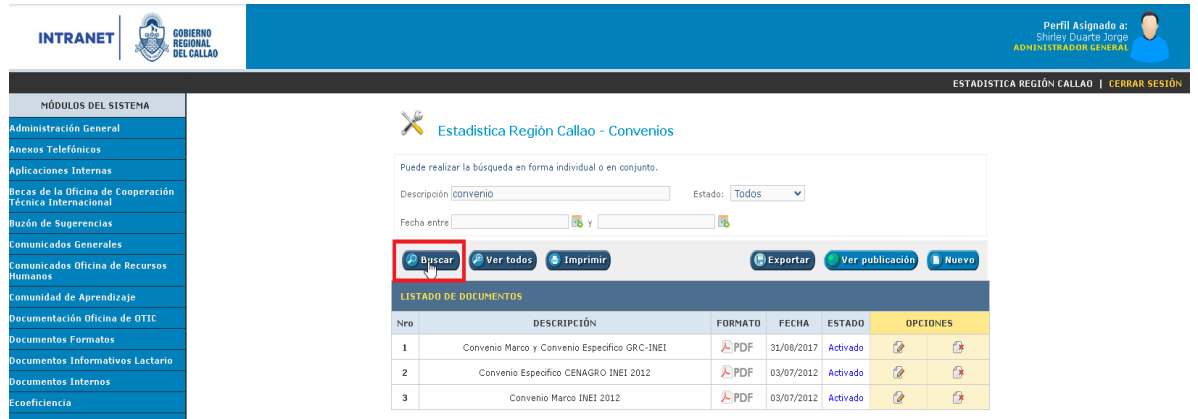 INTRANET
GOBIERNO
REGIONAL
DEL CALLAO
Perfil Asignado a:
Shirley Duarte Jorge
ADMINISTRADOR GENERAL
ESTADISTICA REGIÓN CALLAO | CERRAR SESIÓN
MÓDULOS DEL SISTEMA
Administración General
Anexos Telefónicos
Aplicaciones Internas
Becas de la Oficina de Cooperación
Técnica Internacional
Buzón de Sugerencias
Comunicados Generales
Comunicados Oficina de Recursos
Humanos
Comunidad de Aprendizaje
Documentación Oficina de OTIC
Documentos Formatos
Documentos Informativos Lactario
Documentos Internos
Ecoeficiencia
Estadistica Región Callao - Convenios
Puede realizar la búsqueda en forma individual o en conjunto.
Descripción convenio Estado: Todos
Fecha entre y
Buscar Ver todos Imprimir Exportar Ver publicación Nuevo
LISTADO DE DOCUMENTOS
Nro DESCRIPCIÓN FORMATO FECHA ESTADO OPCIONES
1 Convenio Marco y Convenio Especifico GRC-INEI PDF 31/08/2017 Activado
2 Convenio Especifico CENAGRO INEI 2012 PDF 03/07/2012 Activado
3 Convenio Marco INEI 2012 PDF 03/07/2012 Activado